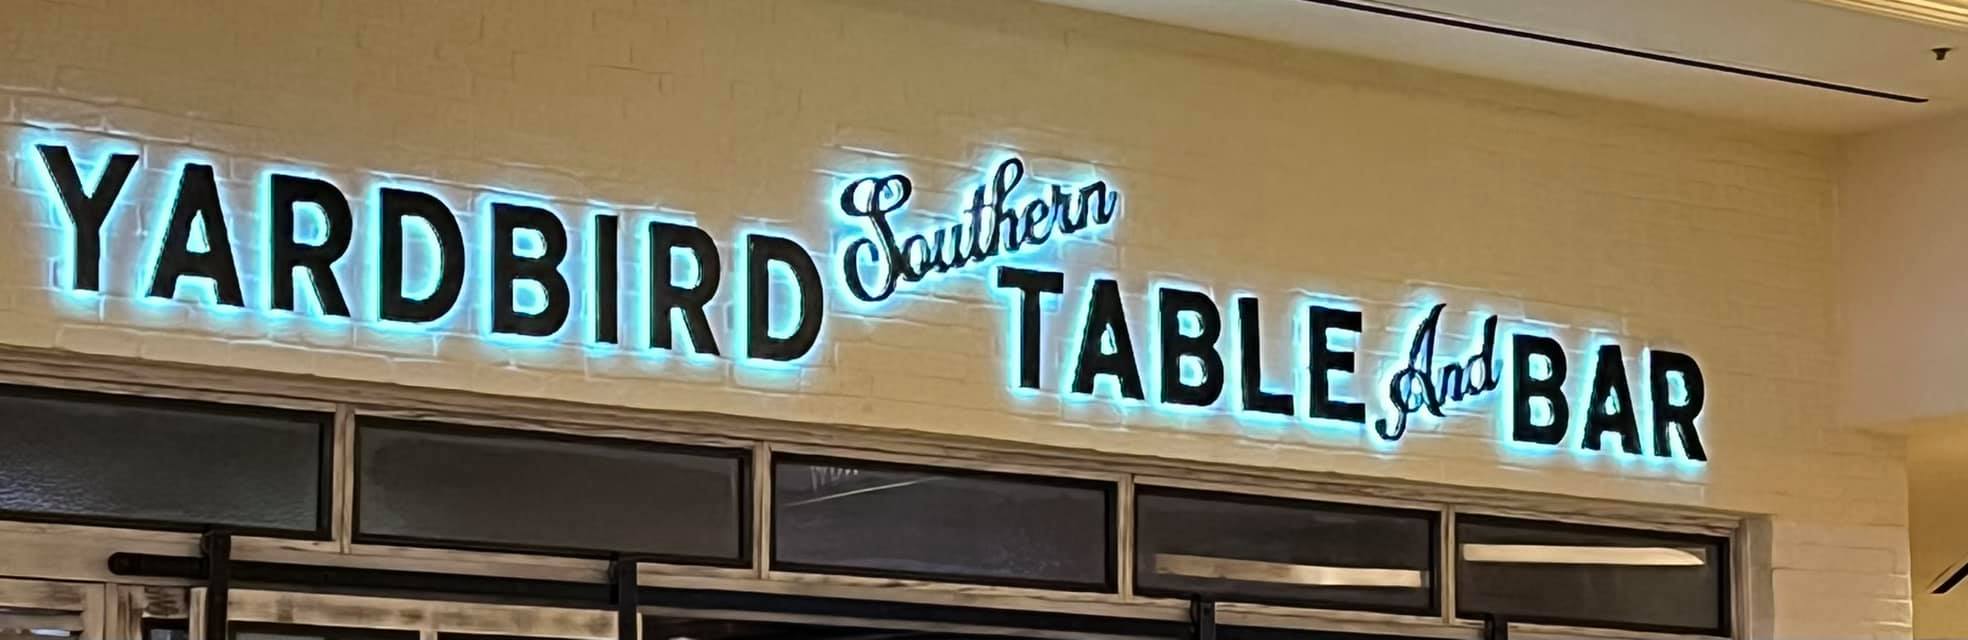 YARDBIRD Southern
TABLE And BAR